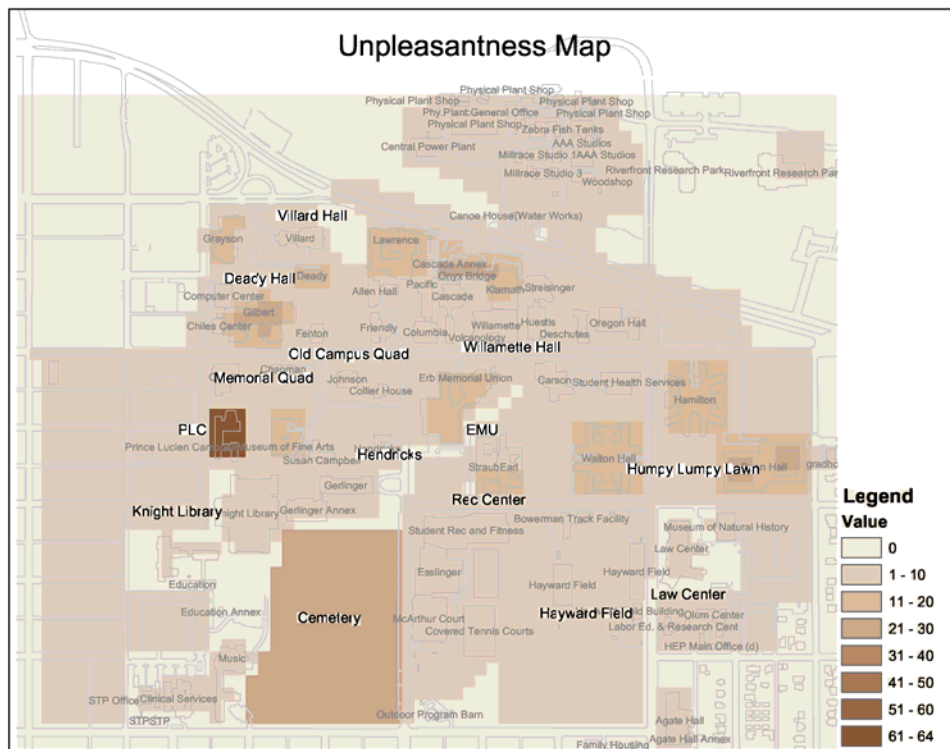 Unpleasantness Map
Physical Plant Shop
Physical Plant Shop
Physical Plant Shop
Phy.Plant:General Office
Physical Plant Shop
Physical Plant Shop
Zebra Fish Tanks
Central Power Plant
AAA Studios
Millrace Studio 1
AAA Studios
Riverfront Research Park
Riverfront Research Par
Millrace Studio 3
Woodshop
Villard Hall
Canoe House(Water Works)
Grayson
Villard
Lawrence
Cascade Annex
Deady Hall
Deady
Onyx Bridge
Pacific
Klamath
Streisinger
Computer Center
Allen Hall
Cascade
Gilbert
Chiles Center
Fenton
Friendly
Columbia
Willamette
Huestis
Oregon Hall
Volcanology
Deschutes
Old Campus Quad
Willamette Hall
Chapman
Memorial Quad
Johnson
Erb Memorial Union
Carson
Student Health Services
Collier House
Hamilton
PLC
EMU
Prince Lucien Cam
Museum of Fine Arts
Hendricks
Susan Campbell
Straub
Earl
Walton Hall
Humpy Lumpy Lawn
n Hall
gradho
Gerlinger
Rec Center
Knight Library
night Library
Gerlinger Annex
Bowerman Track Facility
Student Rec and Fitness
Museum of Natural History
Law Center
Education
Esslinger
Hayward Field
Hayward Field
Law Center
Education Annex
Cemetery
McArthur Court
Hayward Field
Building
Olum Center
Covered Tennis Courts
Labor Ed. & Research Cent
HEP Main Office (d)
Music
STP Office
Clinical Services
STPSTP
Outdoor Program Barn
Agate Hall
Family Housing
Agate Hall Annex
Legend
Value
0
1 - 10
11 - 20
21 - 30
31 - 40
41 - 50
51 - 60
61 - 64